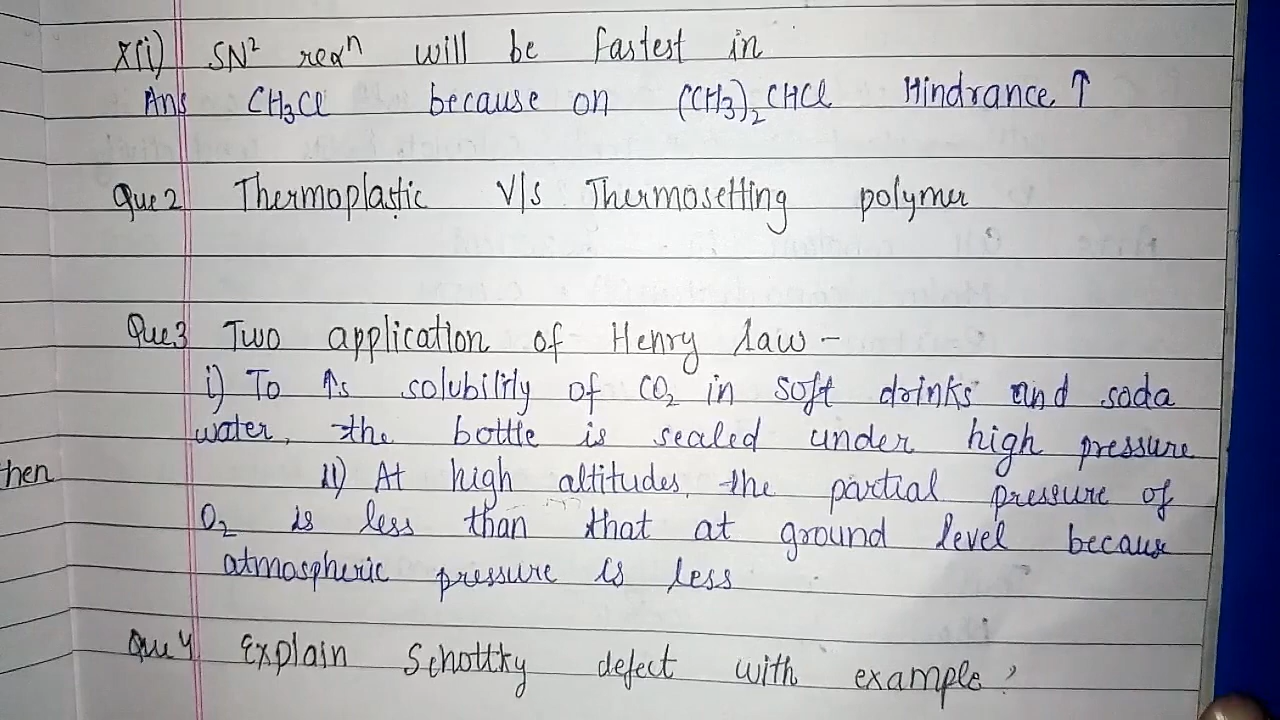 X(i) SN² reaⁿ will be fastest in
Ans CH₃Cl because on (CH3)₂CHCl Hindrance ↑
Que 2 Thermoplastic V/s Thermosetting polymer
Que 3 Two application of Henry law -
i) To ↑s solubility of CO₂ in soft drinks and soda
water, the bottle is sealed under high pressure
hen
ii) At high altitudes, the partial pressure of
O₂ is less than that at ground level because
atmospheric pressure is less
Que 4 Explain Schottky defect with example?